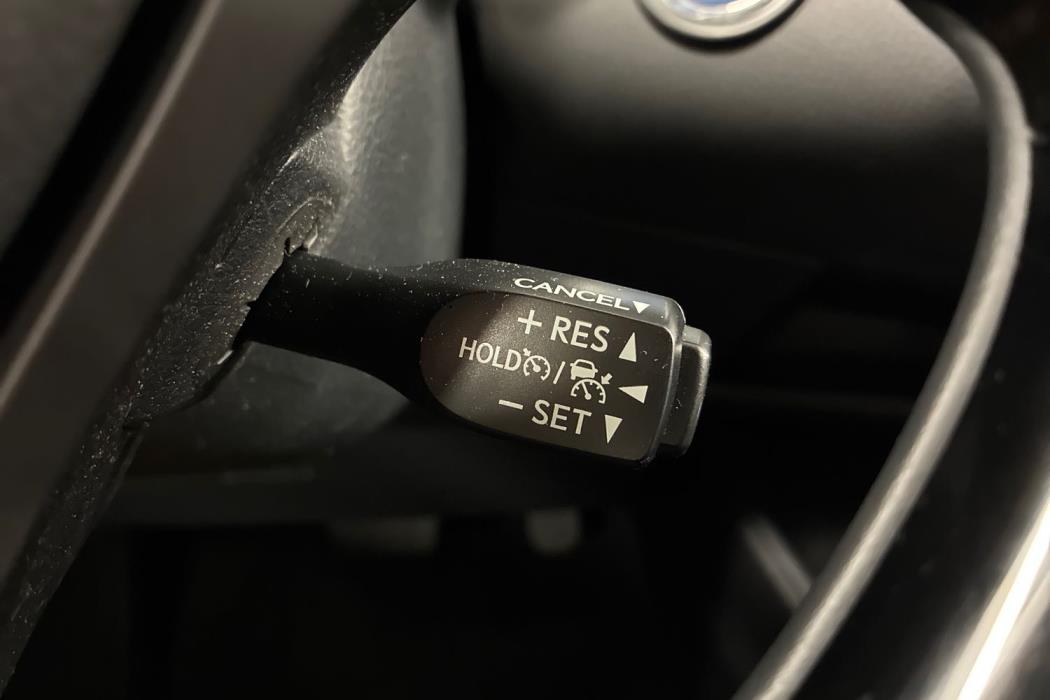 CANCEL▼
+ RES ▲
HOLD / ◀
− SET ▼